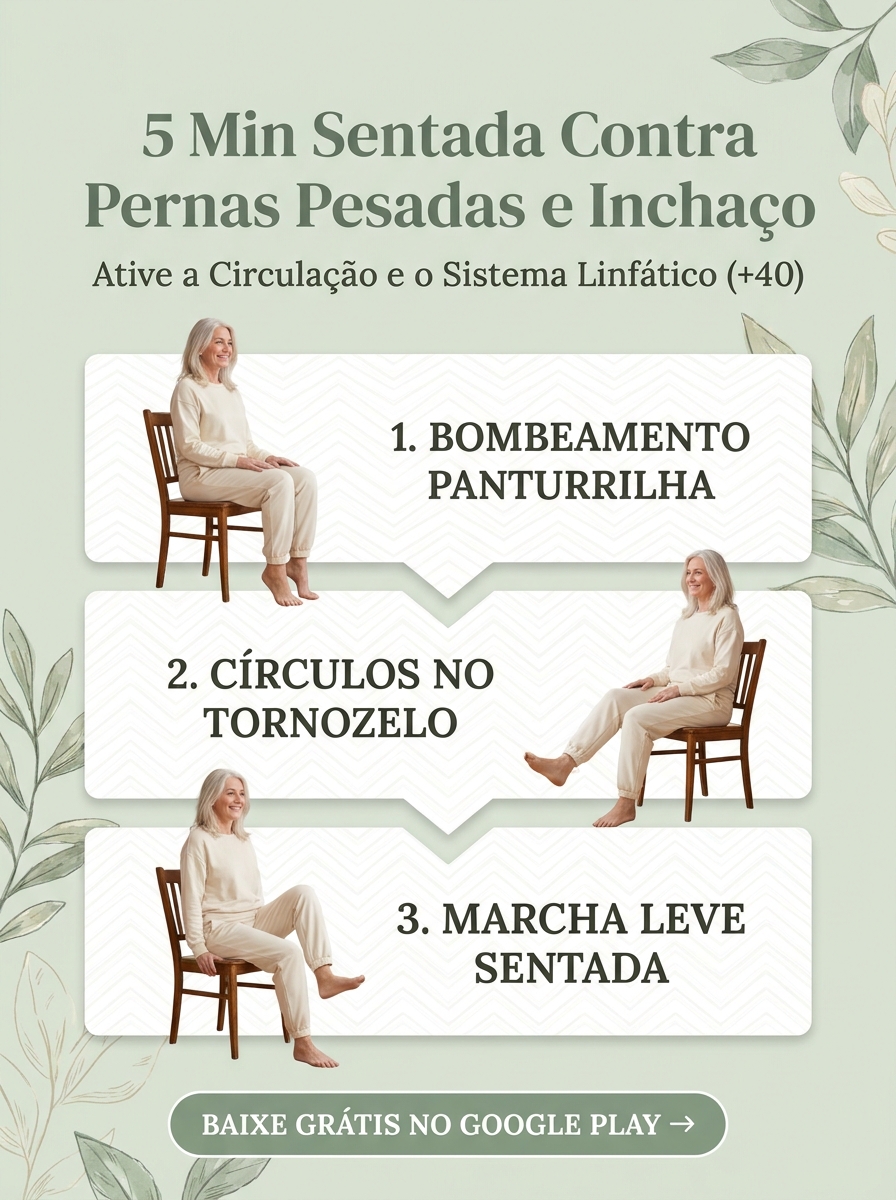 5 Min Sentada Contra
Pernas Pesadas e Inchaço
Ative a Circulação e o Sistema Linfático (+40)
1. BOMBEAMENTO
PANTURRILHA
2. CÍRCULOS NO
TORNOZELO
3. MARCHA LEVE
SENTADA
BAIXE GRÁTIS NO GOOGLE PLAY →